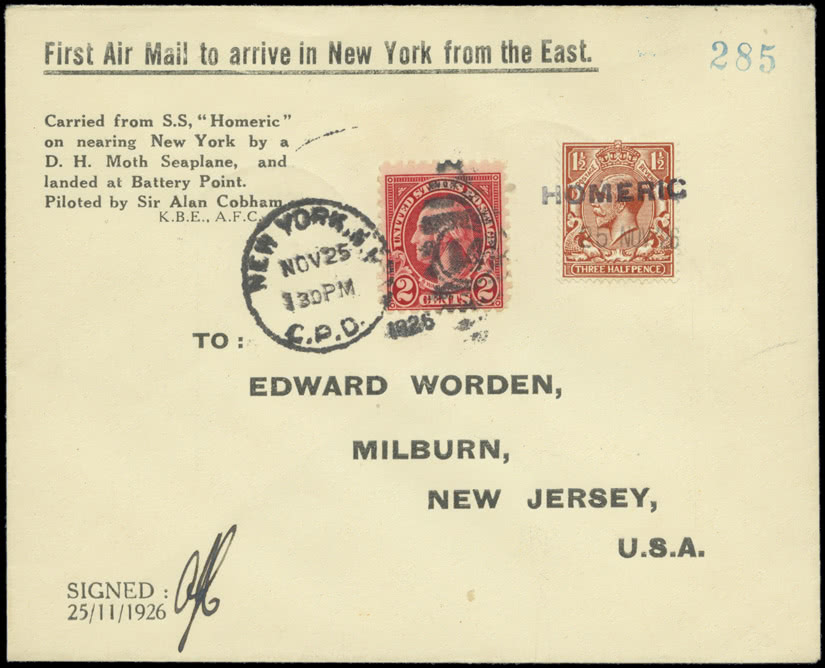 First Air Mail to arrive in New York from the East.
285
Carried from S.S, "Homeric"
on nearing New York by a
D. H. Moth Seaplane, and
landed at Battery Point.
Piloted by Sir Alan Cobham
K.B.E., A.F.C.
NEW YORK, N.Y.
NOV 25
30 PM
C.P.O.
1926
UNITED STATES POSTAGE
2 CENTS 2
1½ 1½
HOMERIC
25 NOV 26
THREE HALFPENCE
TO :
EDWARD WORDEN,
MILBURN,
NEW JERSEY,
U.S.A.
SIGNED :
25/11/1926